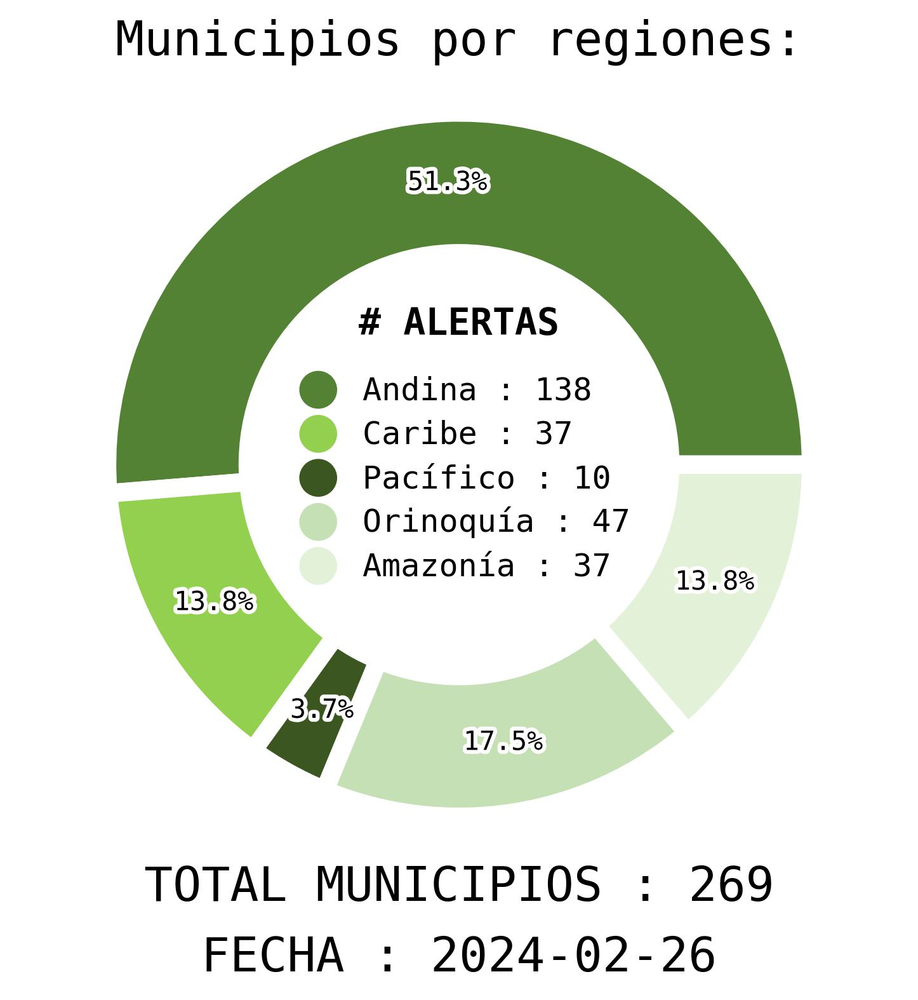 Municipios por regiones:
51.3%
# ALERTAS
Andina : 138
Caribe : 37
Pacífico : 10
Orinoquía : 47
Amazonía : 37
13.8%
13.8%
3.7%
17.5%
TOTAL MUNICIPIOS : 269
FECHA : 2024-02-26